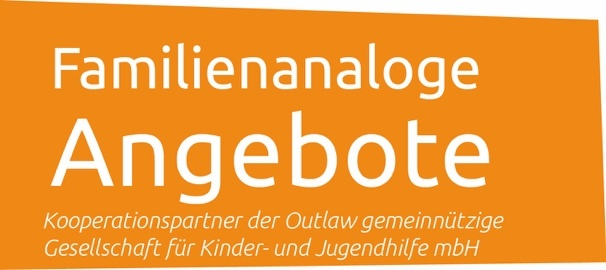 Familienanaloge
Angebote
Kooperationspartner der Outlaw gemeinnützige
Gesellschaft für Kinder- und Jugendhilfe mbH